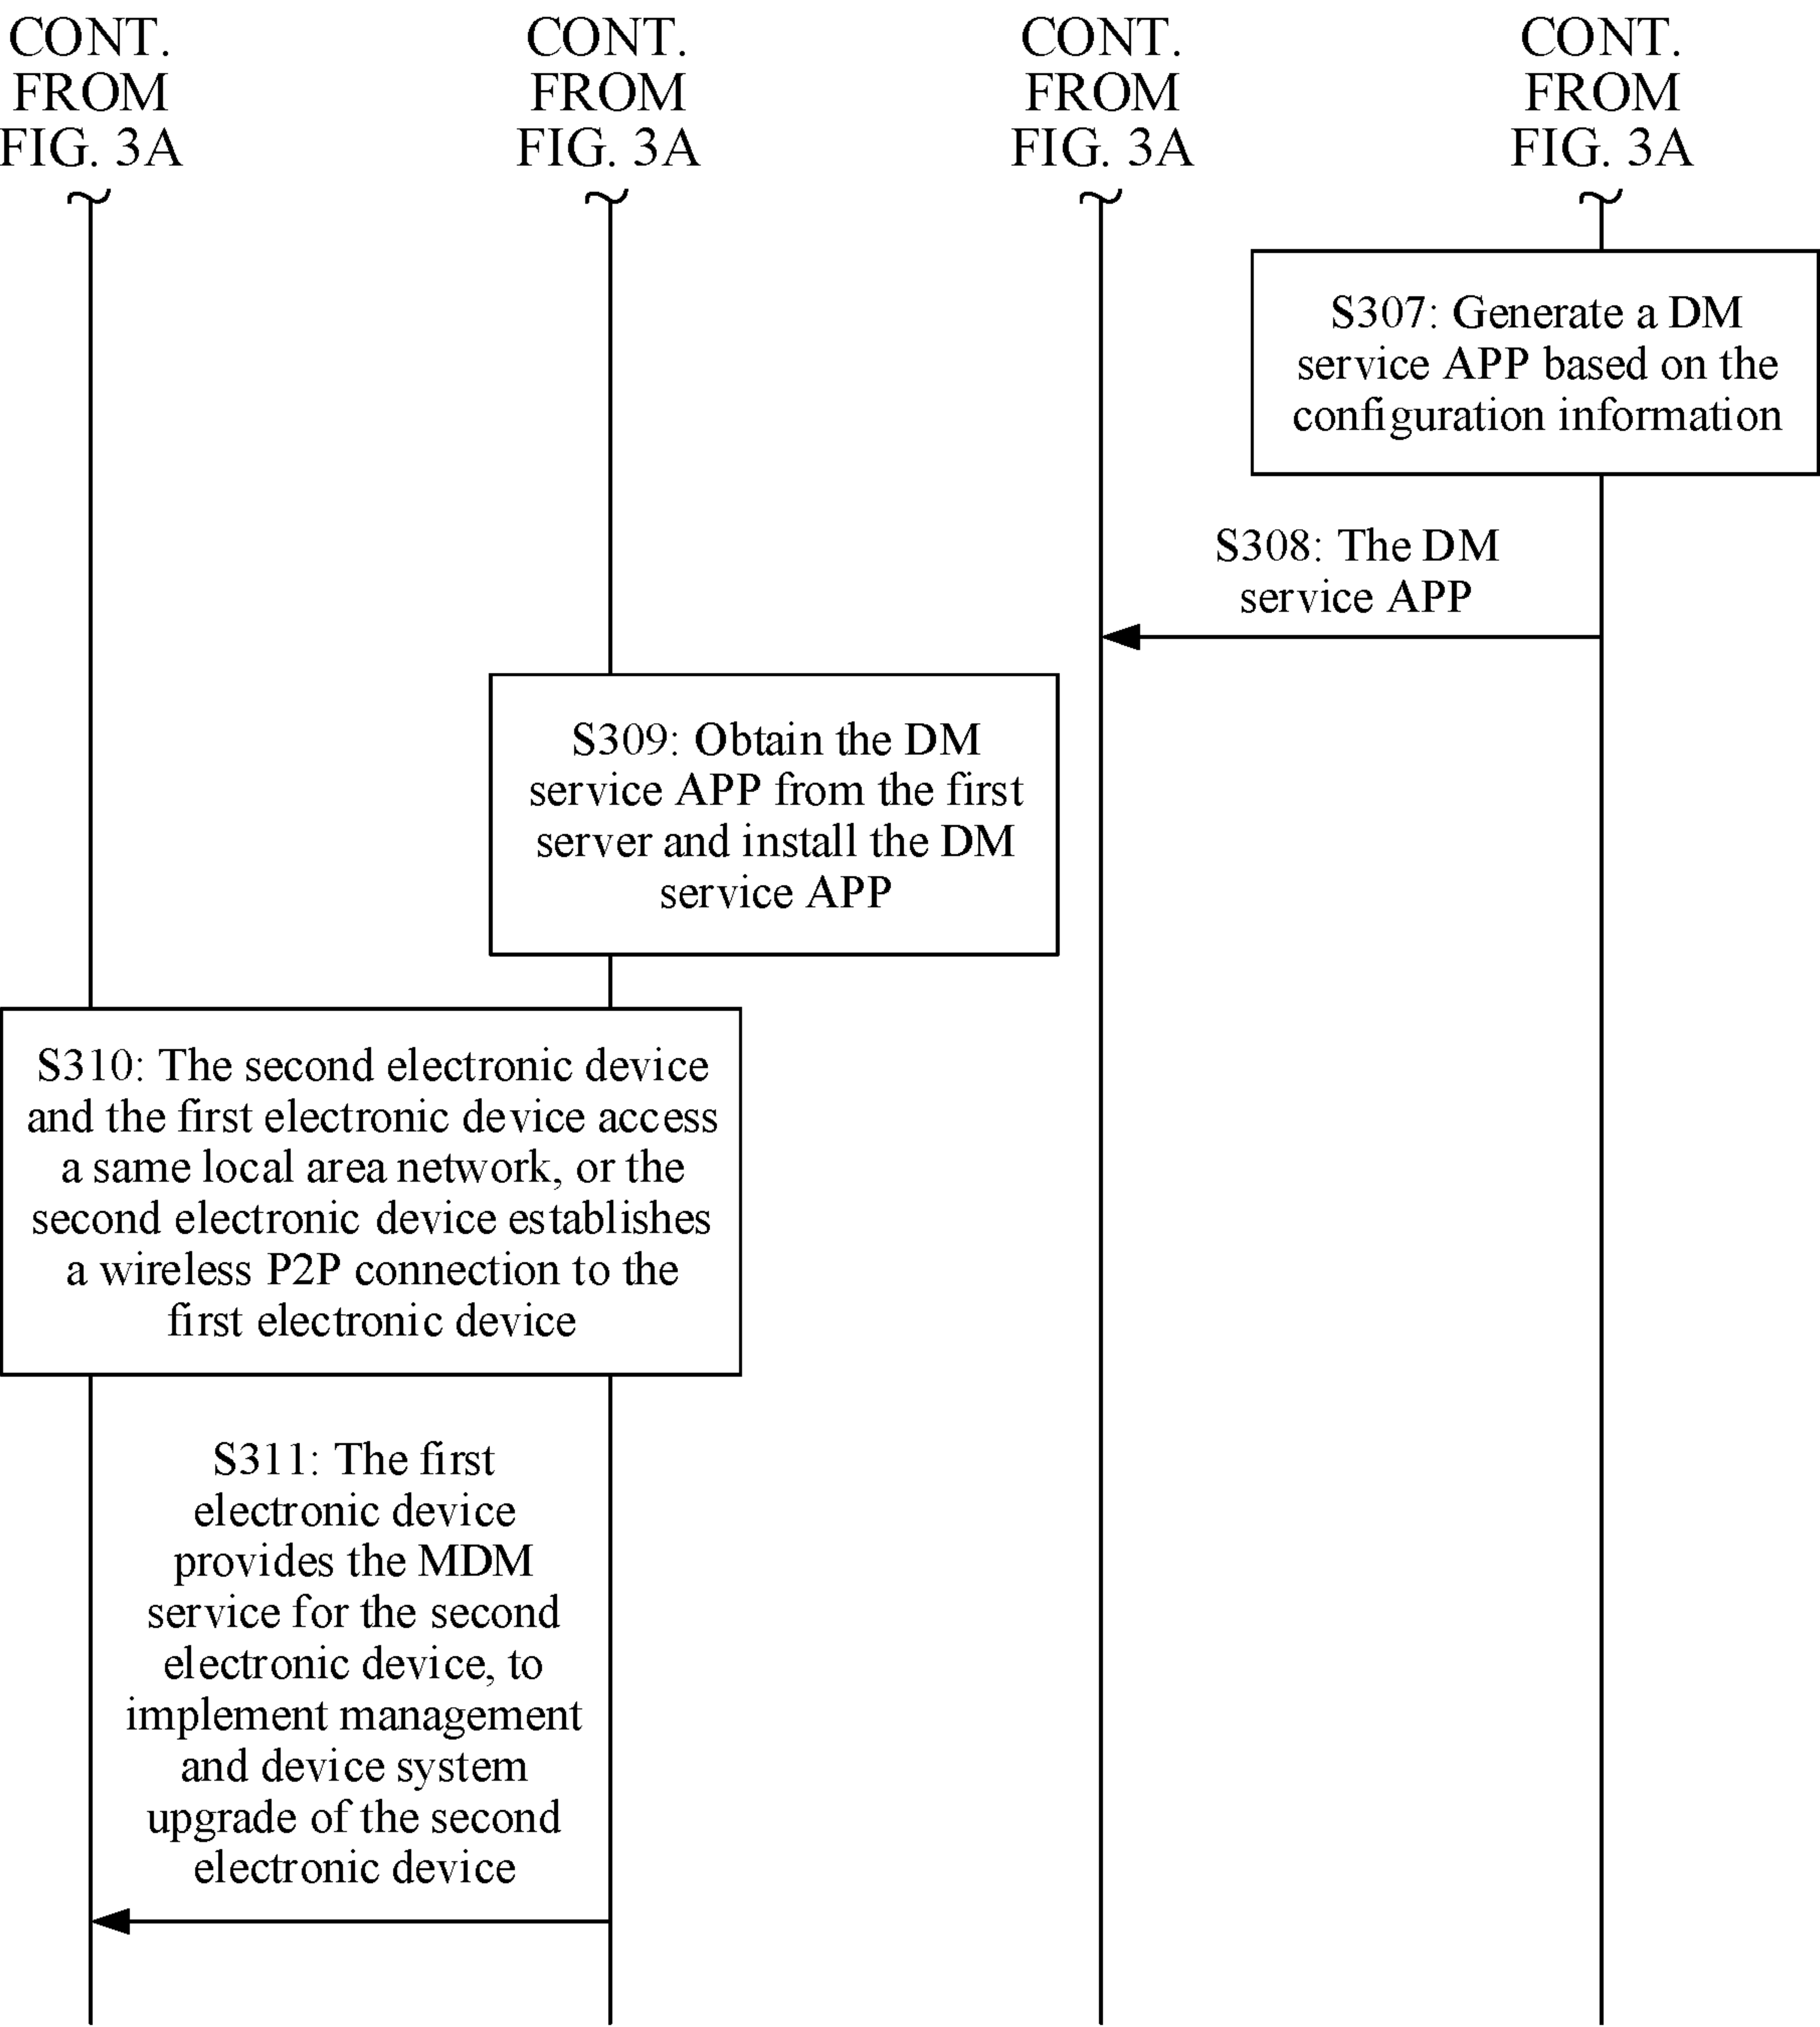 CONT.
FROM
FIG. 3A
CONT.
FROM
FIG. 3A
CONT.
FROM
FIG. 3A
CONT.
FROM
FIG. 3A
S307: Generate a DM
service APP based on the
configuration information
S308: The DM
service APP
S309: Obtain the DM
service APP from the first
server and install the DM
service APP
S310: The second electronic device
and the first electronic device access
a same local area network, or the
second electronic device establishes
a wireless P2P connection to the
first electronic device
S311: The first
electronic device
provides the MDM
service for the second
electronic device, to
implement management
and device system
upgrade of the second
electronic device